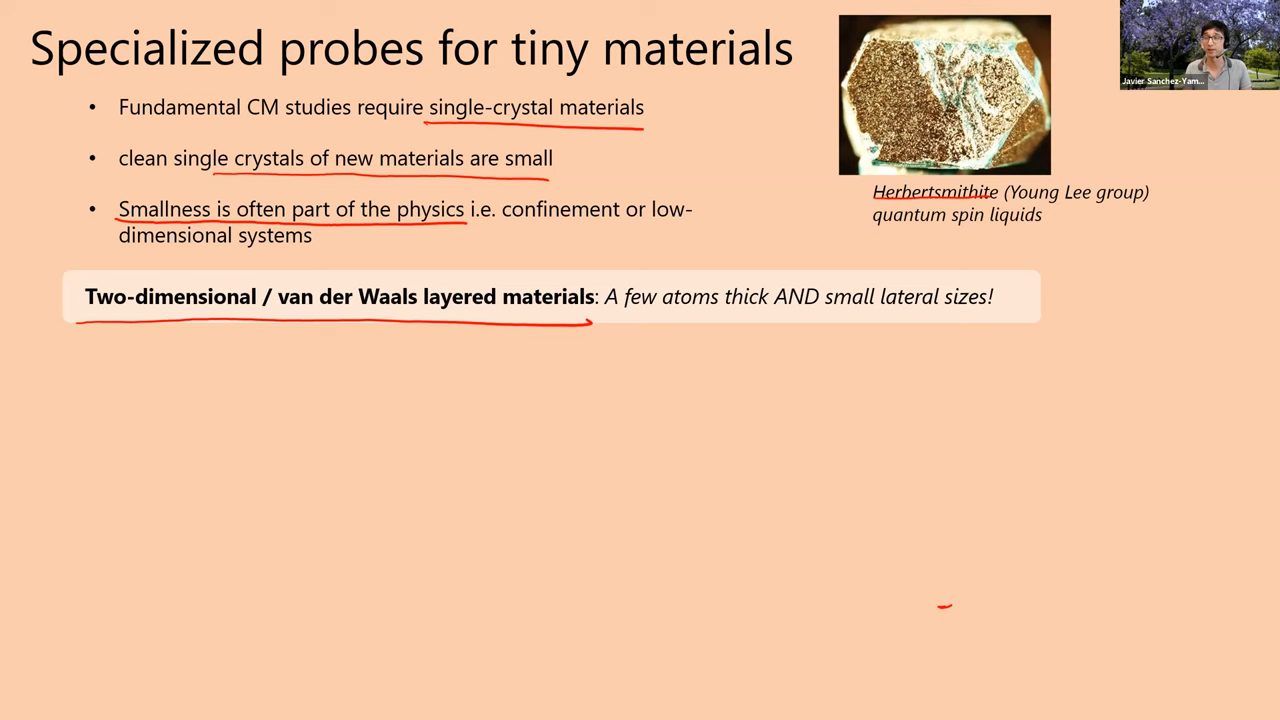 Specialized probes for tiny materials
• Fundamental CM studies require single-crystal materials
• clean single crystals of new materials are small
• Smallness is often part of the physics i.e. confinement or low-
dimensional systems
Herbertsmithite (Young Lee group)
quantum spin liquids
Javier Sanchez-Yam...
Two-dimensional / van der Waals layered materials: A few atoms thick AND small lateral sizes!